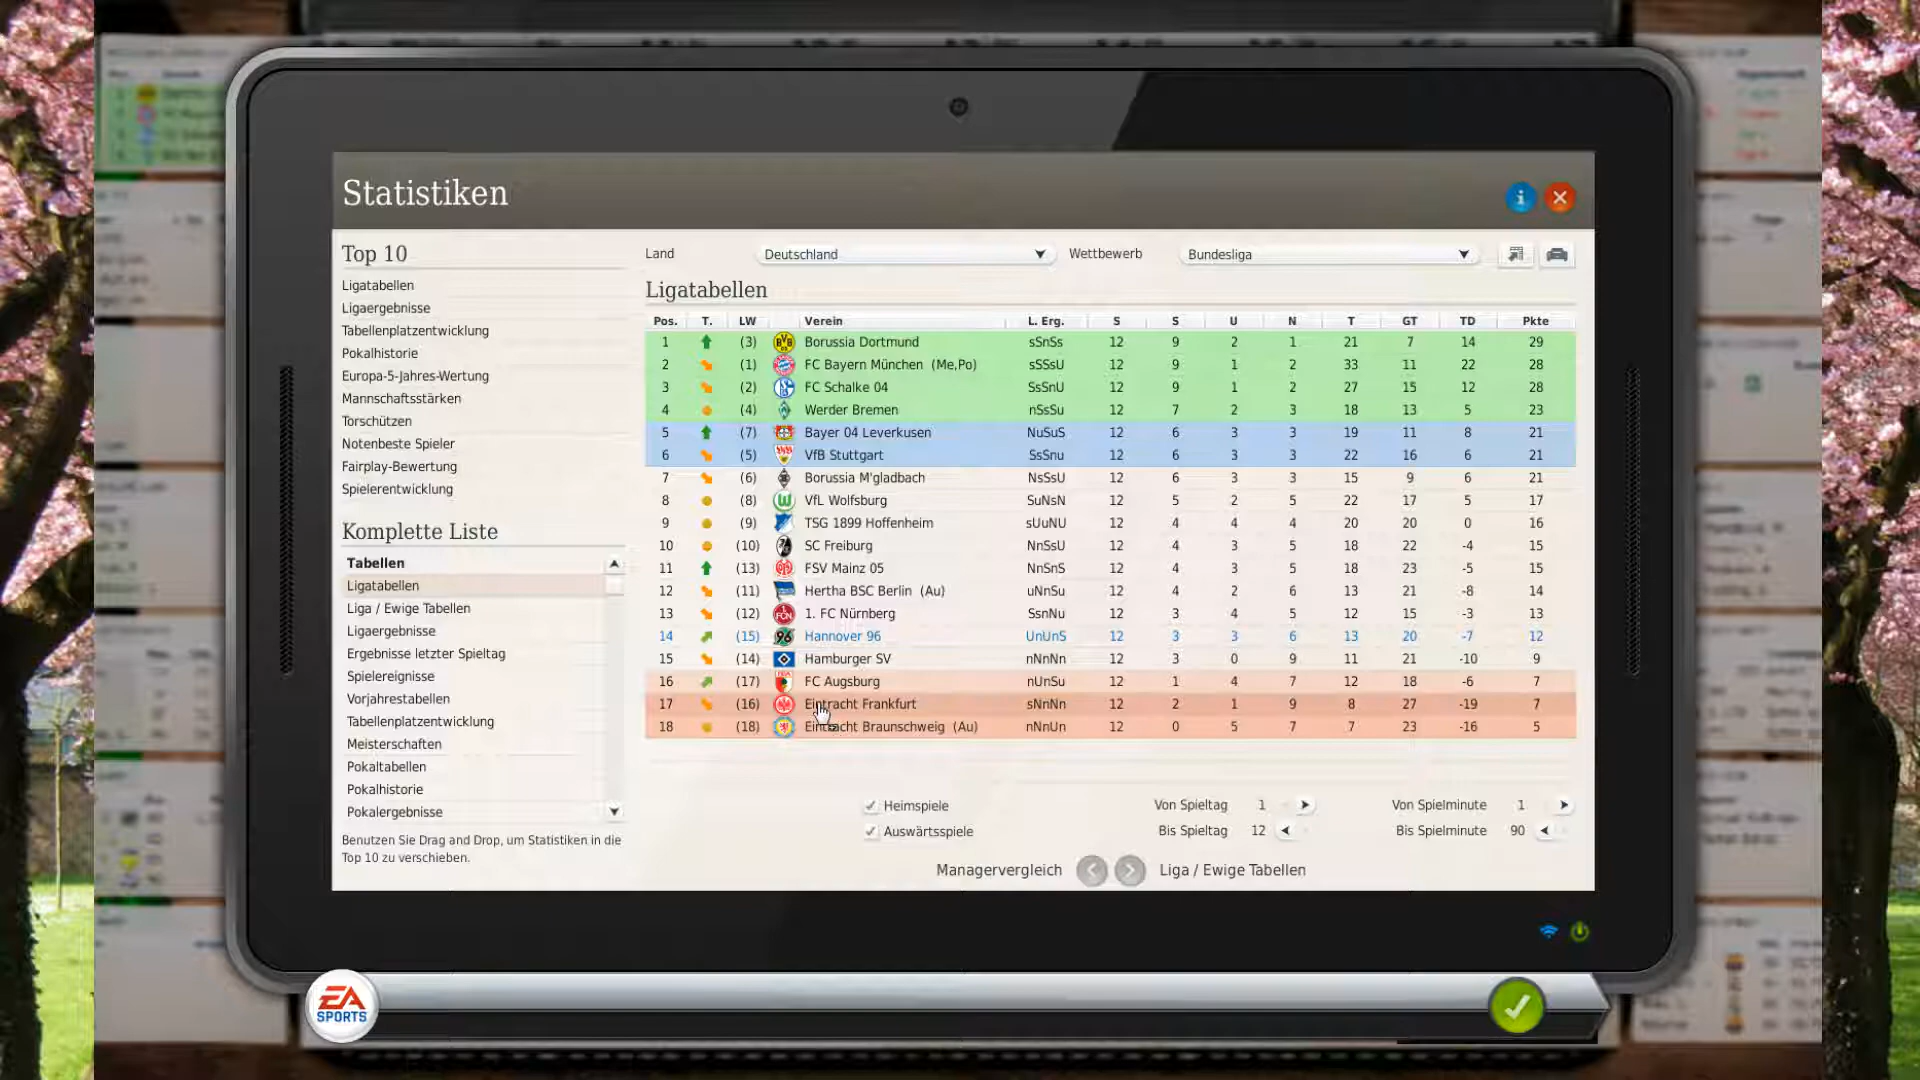 Statistiken
Top 10
Ligatabellen
Ligaergebnisse
Tabellenplatzentwicklung
Pokalhistorie
Europa-5-Jahres-Wertung
Mannschaftsstärken
Torschützen
Notenbeste Spieler
Fairplay-Bewertung
Spielerentwicklung
Komplette Liste
Tabellen
Ligatabellen
Liga / Ewige Tabellen
Ligaergebnisse
Ergebnisse letzter Spieltag
Spielereignisse
Vorjahrestabellen
Tabellenplatzentwicklung
Meisterschaften
Pokaltabellen
Pokalhistorie
Pokalergebnisse
Benutzen Sie Drag and Drop, um Statistiken in die
Top 10 zu verschieben.
Land Deutschland Wettbewerb Bundesliga
Ligatabellen
Pos. T. LW Verein L. Erg. S S U N T GT TD Pkte
1 (3) Borussia Dortmund sSnSs 12 9 2 1 21 7 14 29
2 (1) FC Bayern München (Me,Po) sSSsU 12 9 1 2 33 11 22 28
3 (2) FC Schalke 04 SsSnU 12 9 1 2 27 15 12 28
4 (4) Werder Bremen nSsSu 12 7 2 3 18 13 5 23
5 (7) Bayer 04 Leverkusen NuSuS 12 6 3 3 19 11 8 21
6 (5) VfB Stuttgart SsSnu 12 6 3 3 22 16 6 21
7 (6) Borussia M'gladbach NsSsU 12 6 3 3 15 9 6 21
8 (8) VfL Wolfsburg SuNsN 12 5 2 5 22 17 5 17
9 (9) TSG 1899 Hoffenheim sUuNU 12 4 4 4 20 20 0 16
10 (10) SC Freiburg NnSsU 12 4 3 5 18 22 -4 15
11 (13) FSV Mainz 05 NnSnS 12 4 3 5 18 23 -5 15
12 (11) Hertha BSC Berlin (Au) uNnSu 12 4 2 6 13 21 -8 14
13 (12) 1. FC Nürnberg SsnNu 12 3 4 5 12 15 -3 13
14 (15) Hannover 96 UnUnS 12 3 3 6 13 20 -7 12
15 (14) Hamburger SV nNnNn 12 3 0 9 11 21 -10 9
16 (17) FC Augsburg nUnSu 12 1 4 7 12 18 -6 7
17 (16) Eintracht Frankfurt sNnNn 12 2 1 9 8 27 -19 7
18 (18) Eintracht Braunschweig (Au) nNnUn 12 0 5 7 7 23 -16 5
Heimspiele Von Spieltag 1 Von Spielminute 1
Auswärtsspiele Bis Spieltag 12 Bis Spielminute 90
Managervergleich Liga / Ewige Tabellen
EA
SPORTS